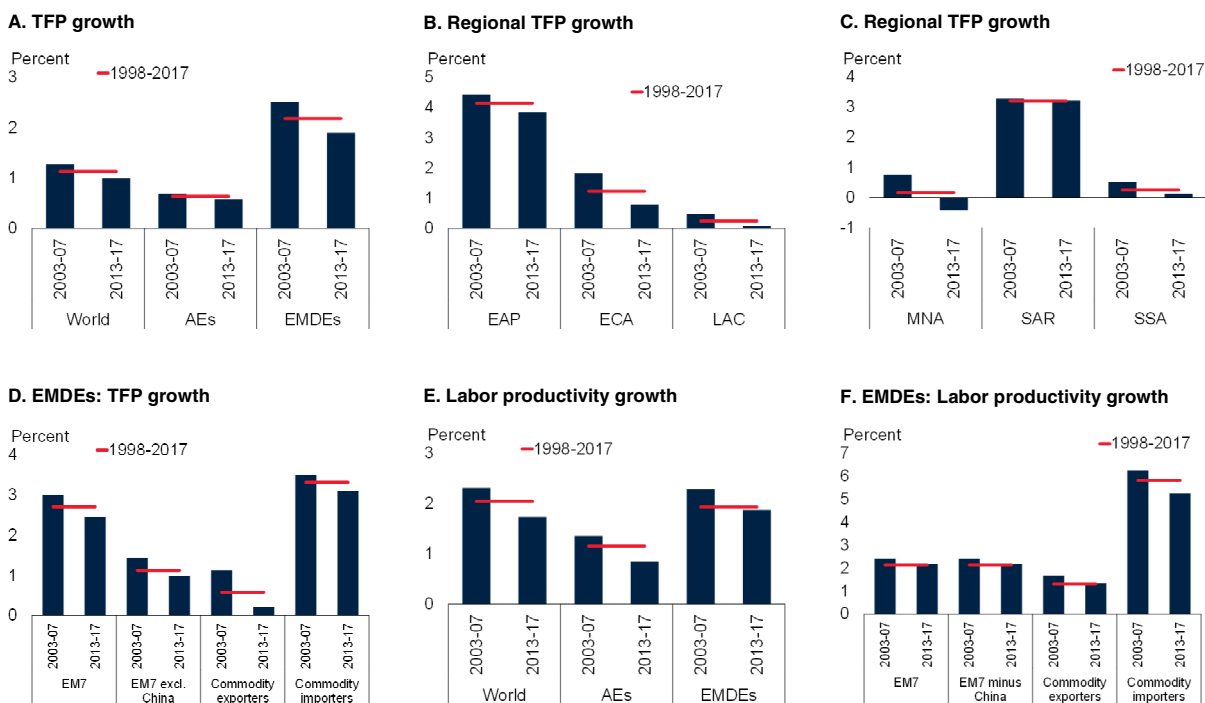 A. TFP growth
Percent
1998-2017
3
2
1
0
2003-07
2013-17
2003-07
2013-17
2003-07
2013-17
World
AEs
EMDEs
B. Regional TFP growth
Percent
5
1998-2017
4
3
2
1
0
2003-07
2013-17
2003-07
2013-17
2003-07
2013-17
EAP
ECA
LAC
C. Regional TFP growth
Percent
1998-2017
4
3
2
1
0
-1
2003-07
2013-17
2003-07
2013-17
2003-07
2013-17
MNA
SAR
SSA
D. EMDEs: TFP growth
Percent
1998-2017
4
3
2
1
0
2003-07
2013-17
2003-07
2013-17
2003-07
2013-17
2003-07
2013-17
EM7
EM7 excl.
China
Commodity
exporters
Commodity
importers
E. Labor productivity growth
Percent
3
1998-2017
2
1
0
2003-07
2013-17
2003-07
2013-17
2003-07
2013-17
World
AEs
EMDEs
F. EMDEs: Labor productivity growth
Percent
1998-2017
7
6
5
4
3
2
1
0
2003-07
2013-17
2003-07
2013-17
2003-07
2013-17
2003-07
2013-17
EM7
EM7 minus
China
Commodity
exporters
Commodity
importers